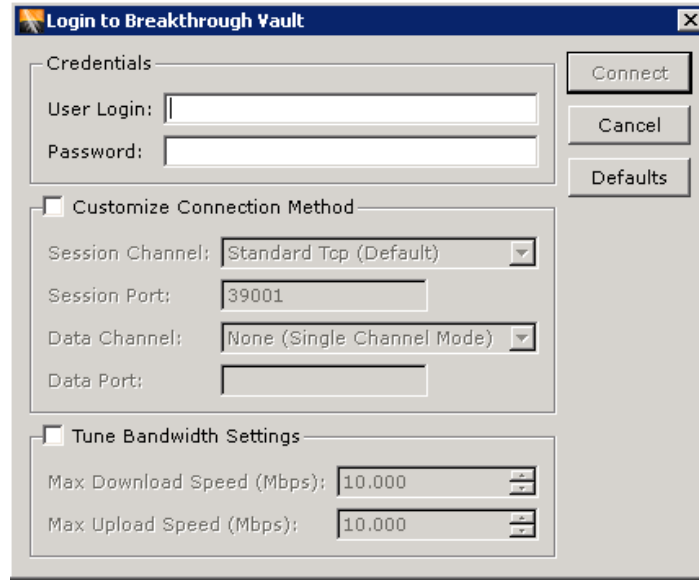 Login to Breakthrough Vault
Credentials
User Login:
Password:
Connect
Cancel
Defaults
Customize Connection Method
Session Channel: Standard Tcp (Default)
Session Port: 39001
Data Channel: None (Single Channel Mode)
Data Port:
Tune Bandwidth Settings
Max Download Speed (Mbps): 10.000
Max Upload Speed (Mbps): 10.000